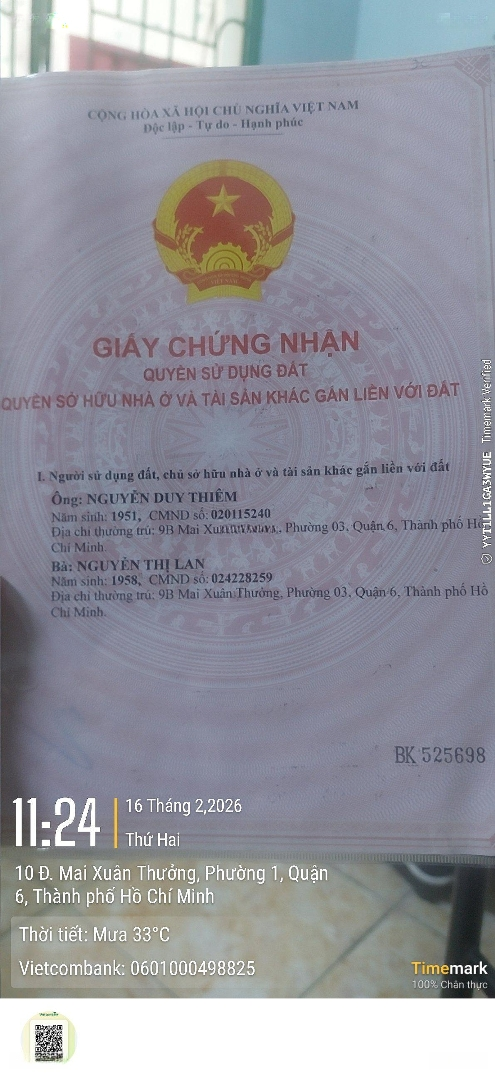 CỘNG HÒA XÃ HỘI CHỦ NGHĨA VIỆT NAM
Độc lập - Tự do - Hạnh phúc
GIẤY CHỨNG NHẬN
QUYỀN SỬ DỤNG ĐẤT
QUYỀN SỞ HỮU NHÀ Ở VÀ TÀI SẢN KHÁC GẮN LIỀN VỚI ĐẤT
I. Người sử dụng đất, chủ sở hữu nhà ở và tài sản khác gắn liền với đất
Ông: NGUYỄN DUY THIÊM
Năm sinh: 1951, CMND số: 020115240
Địa chỉ thường trú: 9B Mai Phường 03, Quận 6, Thành phố Hồ
Chí Minh.
Bà: NGUYỄN THỊ LAN
Năm sinh: 1958, CMND số: 024228259
Địa chỉ thường trú: 9B Mai Xuân Thưởng, Phường 03, Quận 6, Thành phố Hồ
Chí Minh.
BK 525698
11:24
16 Tháng 2,2026
Thứ Hai
10 Đ. Mai Xuân Thưởng, Phường 1, Quận
6, Thành phố Hồ Chí Minh
Thời tiết: Mưa 33°C
Vietcombank: 0601000498825
Timemark
100% Chân thực
YYT1LL1GA3WYUE Timemark Verified